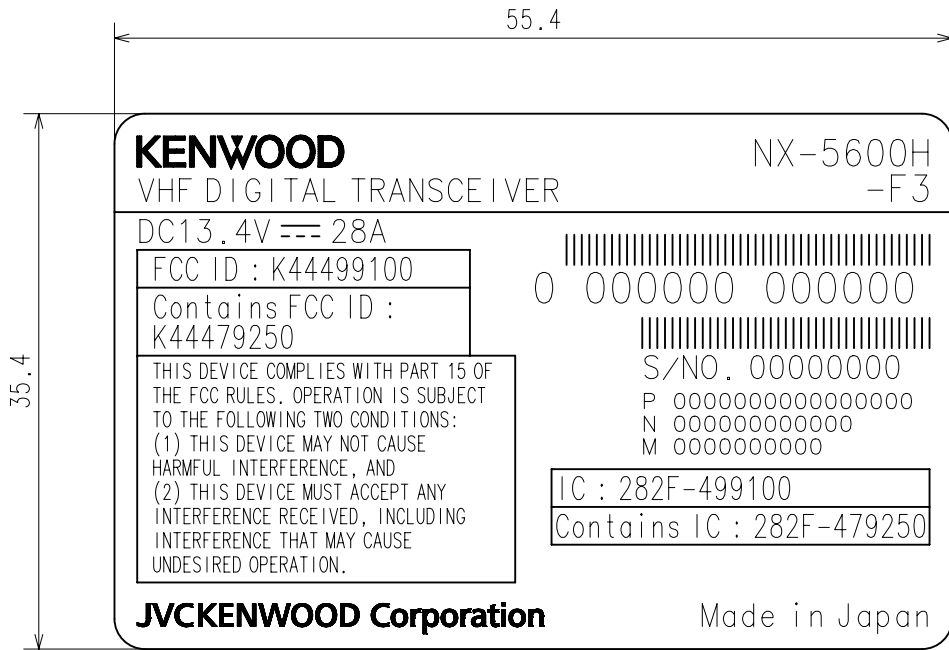 55.4
35.4
KENWOOD
NX-5600H
-F3
VHF DIGITAL TRANSCEIVER
DC13.4V ⎓ 28A
FCC ID : K44499100
Contains FCC ID :
K44479250
THIS DEVICE COMPLIES WITH PART 15 OF
THE FCC RULES. OPERATION IS SUBJECT
TO THE FOLLOWING TWO CONDITIONS:
(1) THIS DEVICE MAY NOT CAUSE
HARMFUL INTERFERENCE, AND
(2) THIS DEVICE MUST ACCEPT ANY
INTERFERENCE RECEIVED, INCLUDING
INTERFERENCE THAT MAY CAUSE
UNDESIRED OPERATION.
0 000000 000000
S/NO. 00000000
P 0000000000000000
N 000000000000
M 0000000000
IC : 282F-499100
Contains IC : 282F-479250
JVCKENWOOD Corporation
Made in Japan